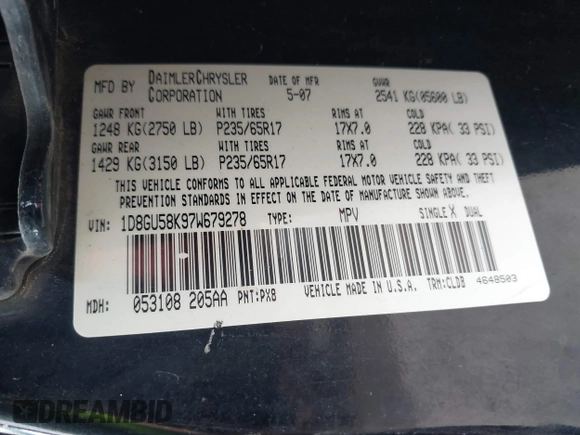 MFD BY DAIMLERCHRYSLER CORPORATION DATE OF MFR 5-07 GVWR 2541 KG(05600 LB)
GAWR FRONT WITH TIRES RIMS AT COLD
1248 KG(2750 LB) P235/65R17 17X7.0 228 KPA( 33 PSI)
GAWR REAR WITH TIRES RIMS AT COLD
1429 KG(3150 LB) P235/65R17 17X7.0 228 KPA( 33 PSI)
THIS VEHICLE CONFORMS TO ALL APPLICABLE FEDERAL MOTOR VEHICLE SAFETY AND THEFT
PREVENTION STANDARDS IN EFFECT ON THE DATE OF MANUFACTURE SHOWN ABOVE
VIN: 1D8GU58K97W679278 TYPE: MPV SINGLE X DUAL
MDH: 053108 205AA PNT:PX8 VEHICLE MADE IN U.S.A. TRM:CLDB 4648503
DREAMBID